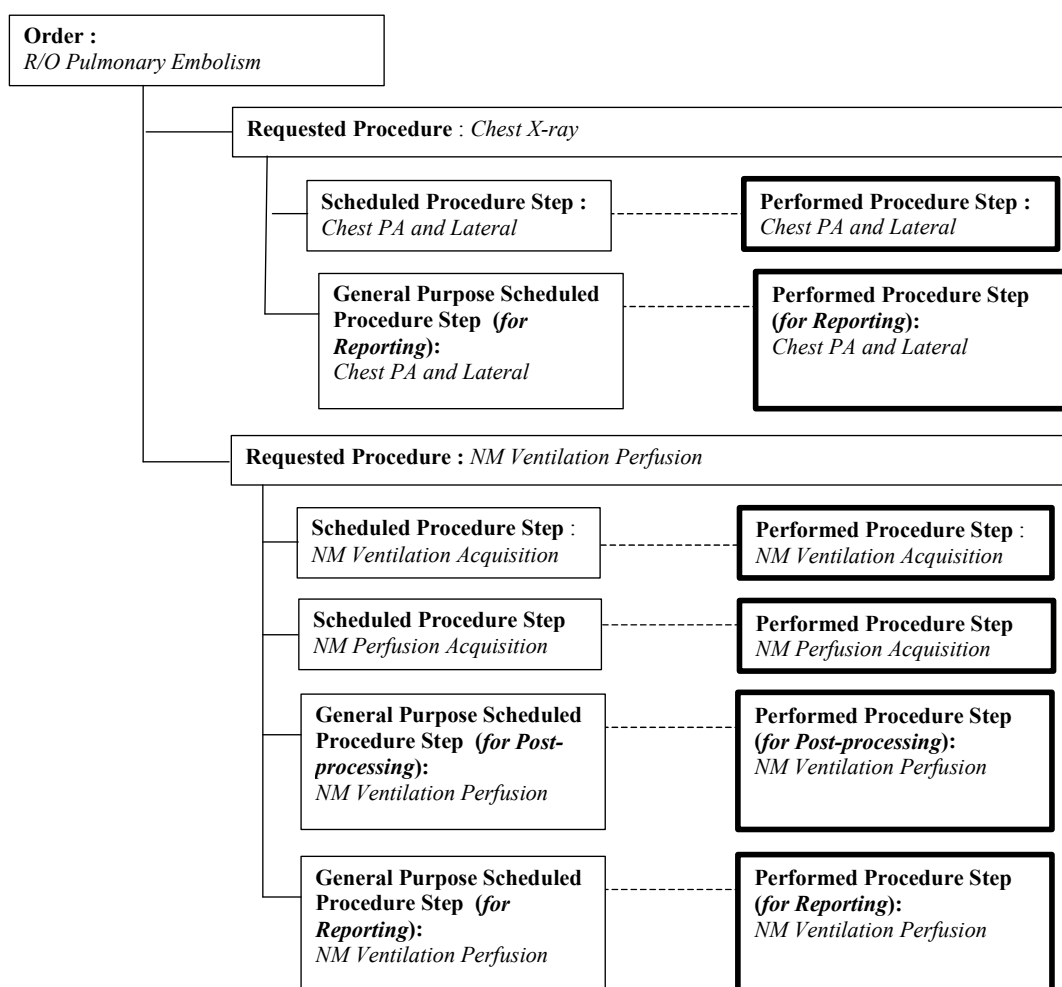 Order :
R/O Pulmonary Embolism
Requested Procedure : Chest X-ray
Scheduled Procedure Step :
Chest PA and Lateral
Performed Procedure Step :
Chest PA and Lateral
General Purpose Scheduled
Procedure Step (for
Reporting):
Chest PA and Lateral
Performed Procedure Step
(for Reporting):
Chest PA and Lateral
Requested Procedure : NM Ventilation Perfusion
Scheduled Procedure Step :
NM Ventilation Acquisition
Performed Procedure Step :
NM Ventilation Acquisition
Scheduled Procedure Step
NM Perfusion Acquisition
Performed Procedure Step
NM Perfusion Acquisition
General Purpose Scheduled
Procedure Step (for Post-
processing):
NM Ventilation Perfusion
Performed Procedure Step
(for Post-processing):
NM Ventilation Perfusion
General Purpose Scheduled
Procedure Step (for
Reporting):
NM Ventilation Perfusion
Performed Procedure Step
(for Reporting):
NM Ventilation Perfusion